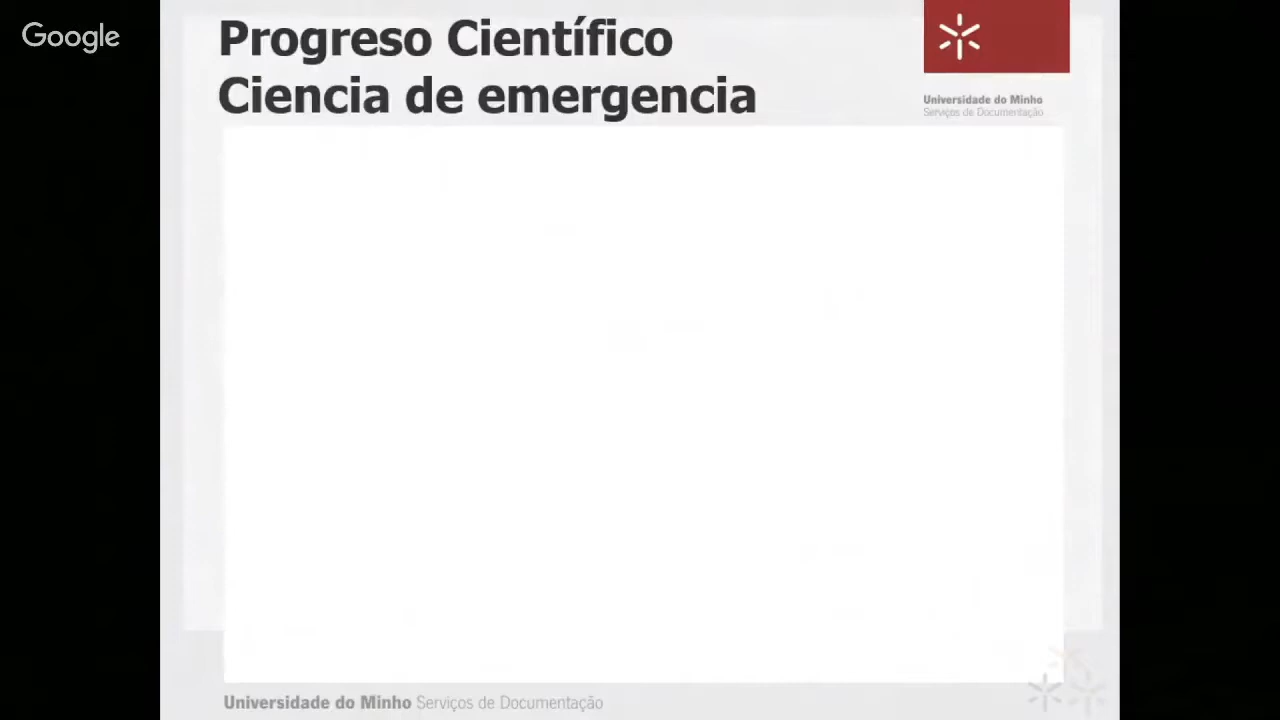 Google
Progreso Científico
Ciencia de emergencia
Universidade do Minho
Serviços de Documentação
Universidade do Minho Serviços de Documentação